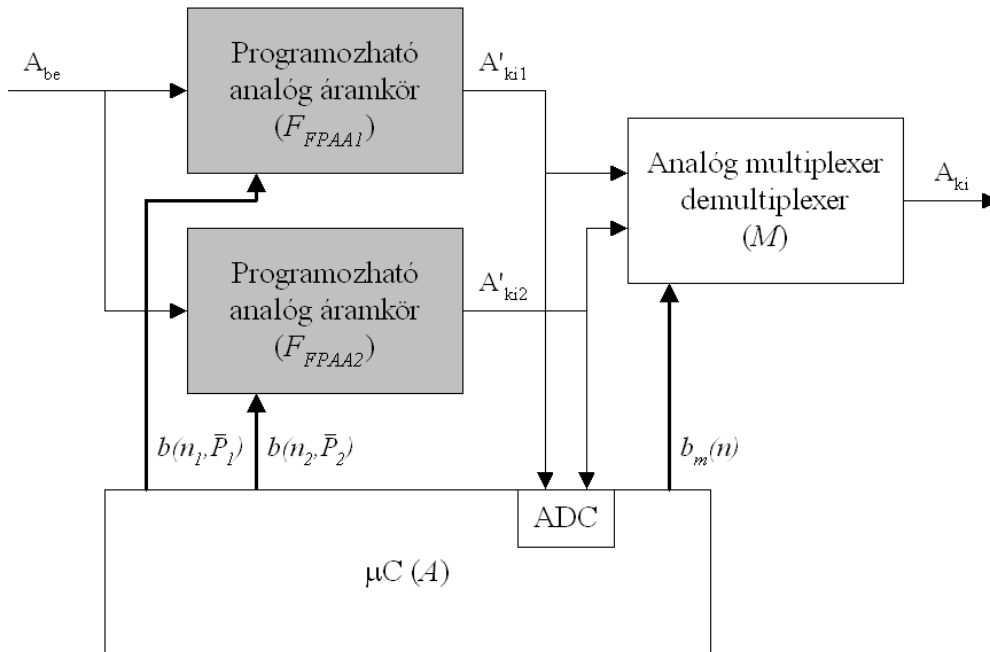 A_be
Programozható
analóg áramkör
(F_FPAA1)
A'_ki1
Analóg multiplexer
demultiplexer
(M)
A_ki
Programozható
analóg áramkör
(F_FPAA2)
A'_ki2
b(n_1,P̄_1)
b(n_2,P̄_2)
b_m(n)
ADC
μC (A)